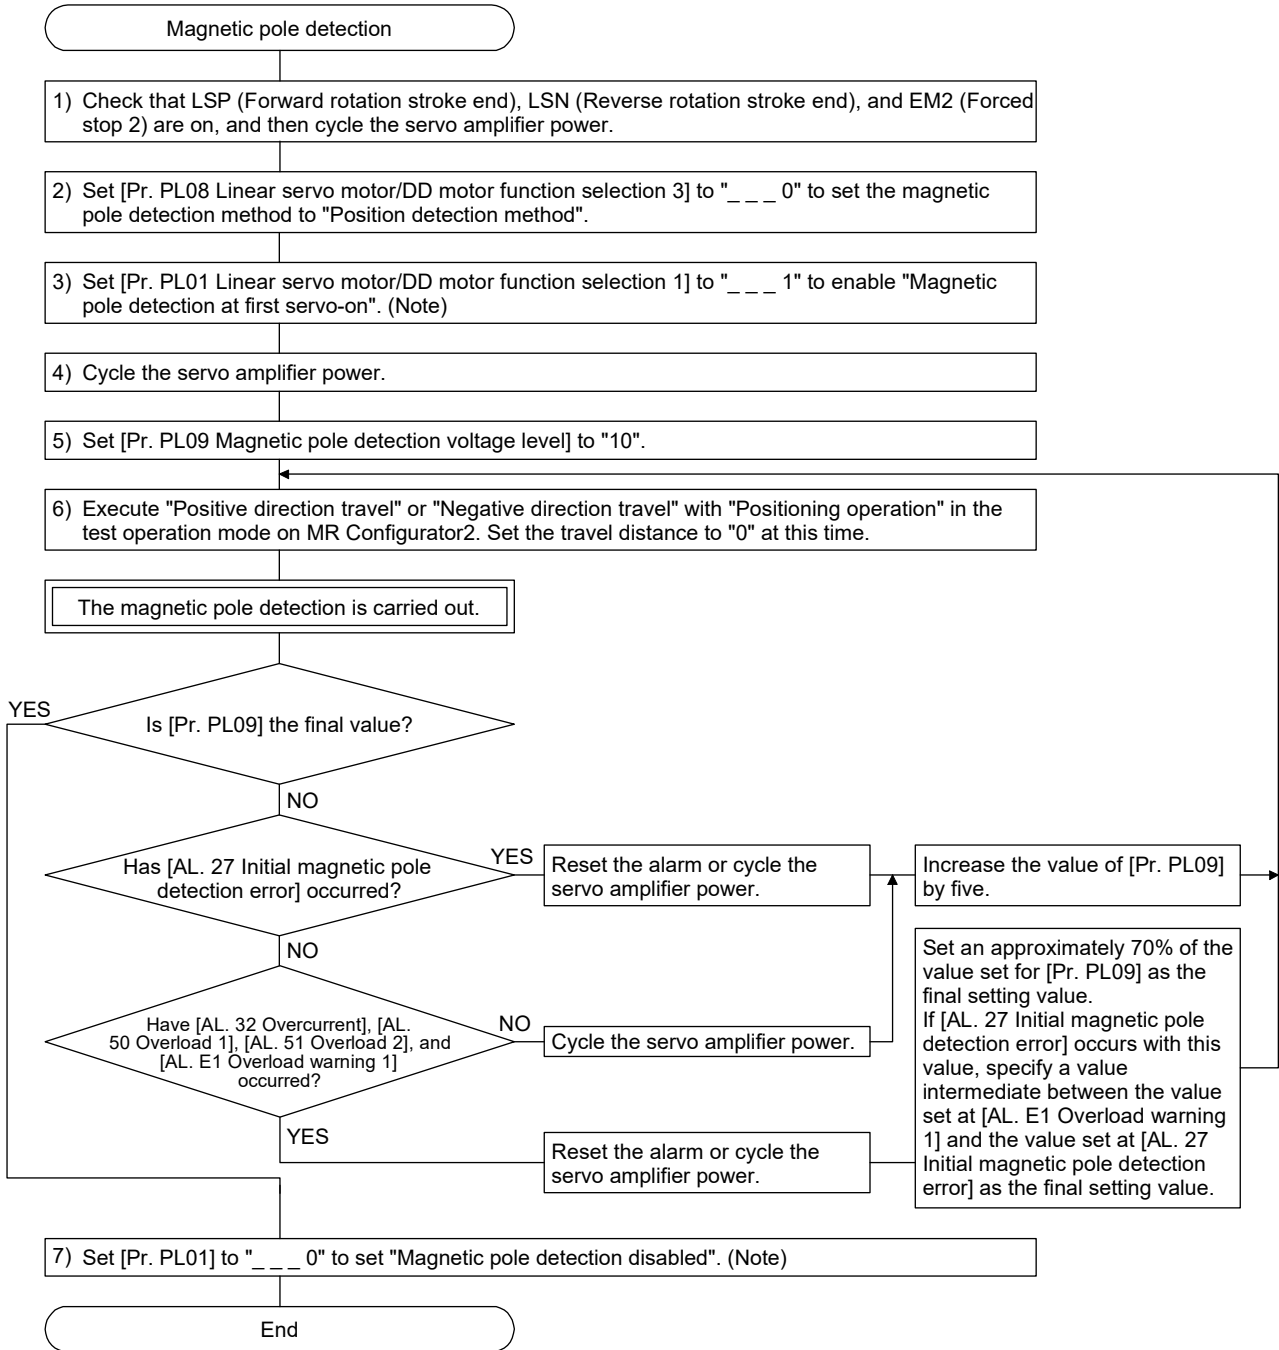 Magnetic pole detection
1) Check that LSP (Forward rotation stroke end), LSN (Reverse rotation stroke end), and EM2 (Forced
stop 2) are on, and then cycle the servo amplifier power.
2) Set [Pr. PL08 Linear servo motor/DD motor function selection 3] to "_ _ _ 0" to set the magnetic
pole detection method to "Position detection method".
3) Set [Pr. PL01 Linear servo motor/DD motor function selection 1] to "_ _ _ 1" to enable "Magnetic
pole detection at first servo-on". (Note)
4) Cycle the servo amplifier power.
5) Set [Pr. PL09 Magnetic pole detection voltage level] to "10".
6) Execute "Positive direction travel" or "Negative direction travel" with "Positioning operation" in the
test operation mode on MR Configurator2. Set the travel distance to "0" at this time.
The magnetic pole detection is carried out.
YES
Is [Pr. PL09] the final value?
NO
Has [AL. 27 Initial magnetic pole
detection error] occurred?
YES
Reset the alarm or cycle the
servo amplifier power.
Increase the value of [Pr. PL09]
by five.
NO
Have [AL. 32 Overcurrent], [AL.
50 Overload 1], [AL. 51 Overload 2], and
[AL. E1 Overload warning 1]
occurred?
NO
Cycle the servo amplifier power.
YES
Reset the alarm or cycle the
servo amplifier power.
Set an approximately 70% of the
value set for [Pr. PL09] as the
final setting value.
If [AL. 27 Initial magnetic pole
detection error] occurs with this
value, specify a value
intermediate between the value
set at [AL. E1 Overload warning
1] and the value set at [AL. 27
Initial magnetic pole detection
error] as the final setting value.
7) Set [Pr. PL01] to "_ _ _ 0" to set "Magnetic pole detection disabled". (Note)
End